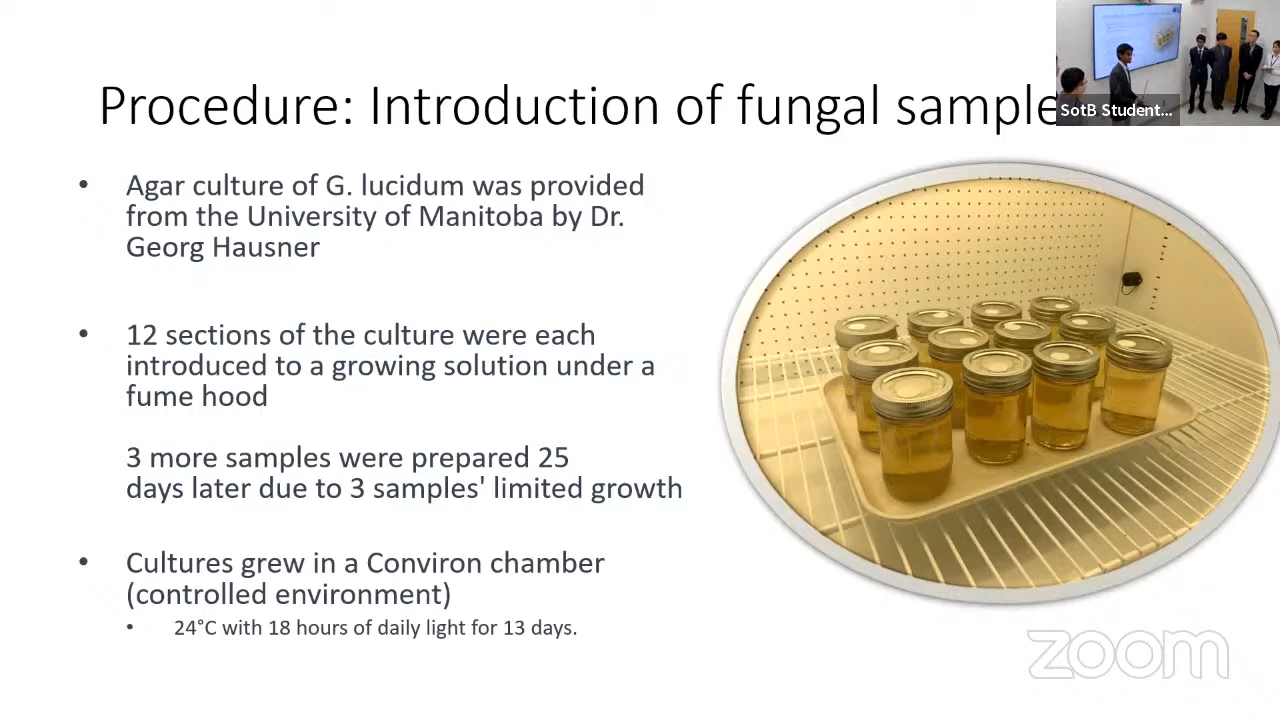 Procedure: Introduction of fungal sample
SotB Student...
Agar culture of G. lucidum was provided
from the University of Manitoba by Dr.
Georg Hausner
12 sections of the culture were each
introduced to a growing solution under a
fume hood
3 more samples were prepared 25
days later due to 3 samples' limited growth
Cultures grew in a Conviron chamber
(controlled environment)
24°C with 18 hours of daily light for 13 days.
zoom